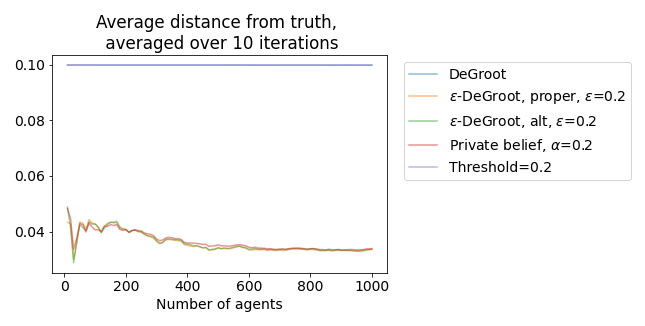 Average distance from truth,
averaged over 10 iterations
0.10
0.08
0.06
0.04
0
200
400
600
800
1000
Number of agents
DeGroot
ε-DeGroot, proper, ε=0.2
ε-DeGroot, alt, ε=0.2
Private belief, α=0.2
Threshold=0.2